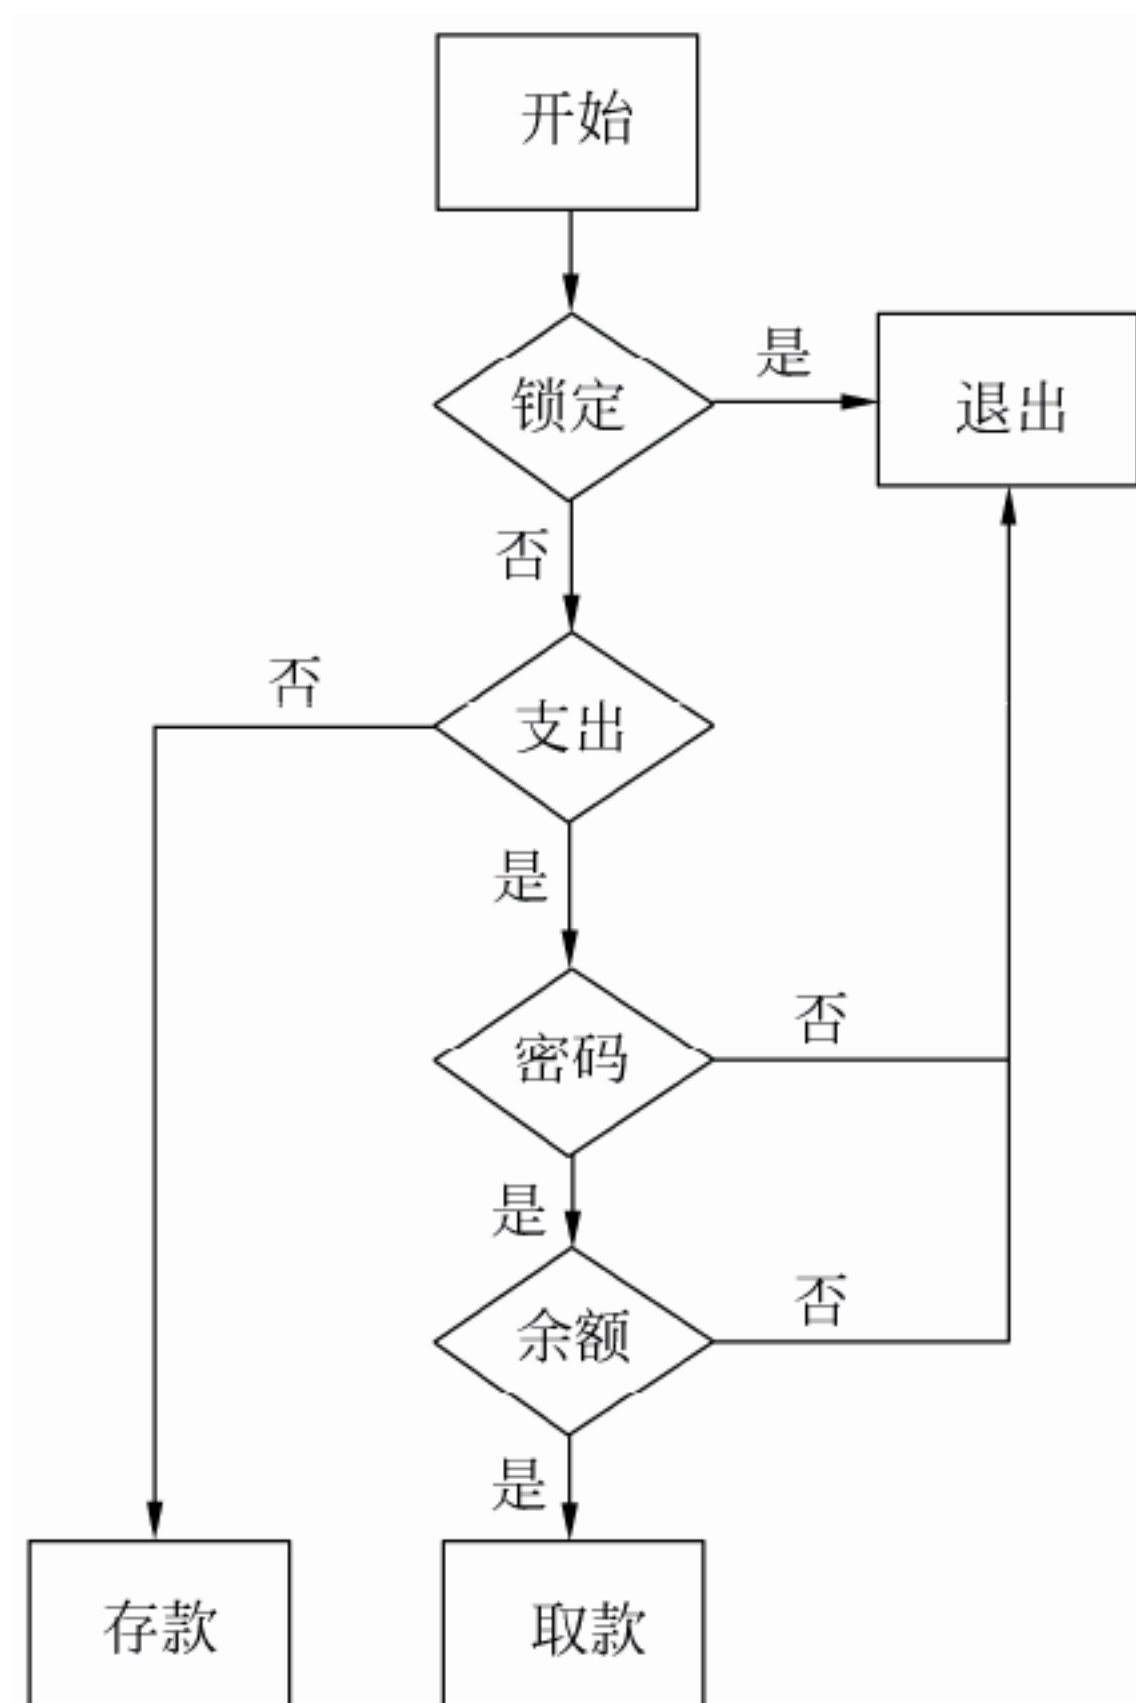 开始
是
锁定
退出
否
否
支出
是
否
密码
是
否
余额
是
存款
取款